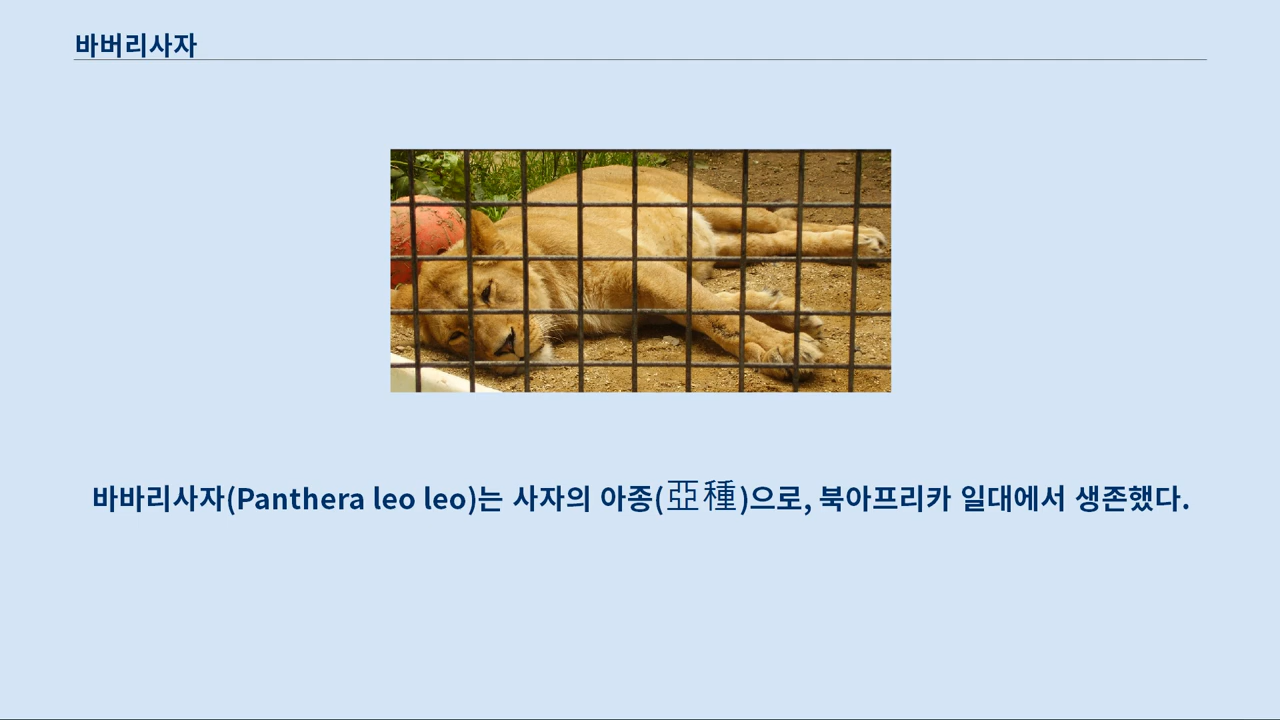 바버리사자
바바리사자(Panthera leo leo)는 사자의 아종(亞種)으로, 북아프리카 일대에서 생존했다.